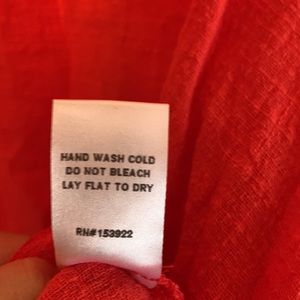 HAND WASH COLD
DO NOT BLEACH
LAY FLAT TO DRY
RN#153922